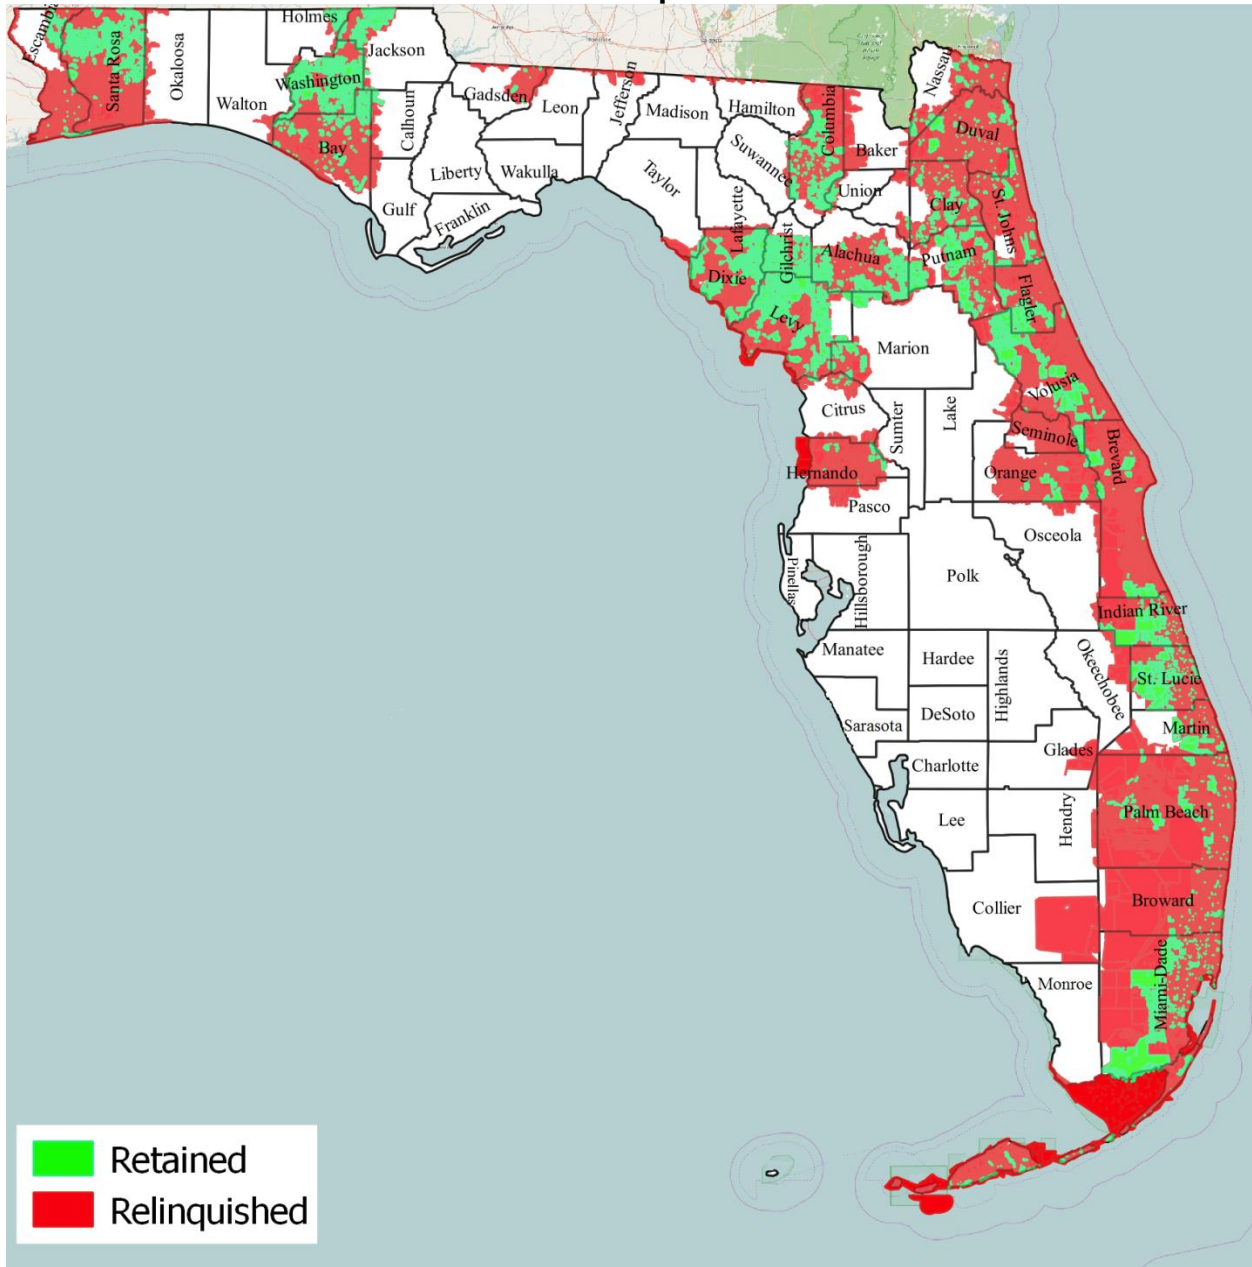 Escambia
Santa Rosa
Okaloosa
Walton
Holmes
Washington
Bay
Jackson
Calhoun
Gulf
Liberty
Franklin
Gadsden
Leon
Wakulla
Jefferson
Madison
Taylor
Hamilton
Suwannee
Lafayette
Columbia
Baker
Union
Nassau
Duval
Clay
St. Johns
Putnam
Flagler
Dixie
Gilchrist
Alachua
Levy
Marion
Volusia
Citrus
Sumter
Lake
Seminole
Orange
Brevard
Hernando
Pasco
Osceola
Pinellas
Hillsborough
Polk
Indian River
Manatee
Hardee
Highlands
Okeechobee
St. Lucie
Sarasota
DeSoto
Martin
Charlotte
Glades
Lee
Hendry
Palm Beach
Collier
Broward
Monroe
Miami-Dade
Retained
Relinquished